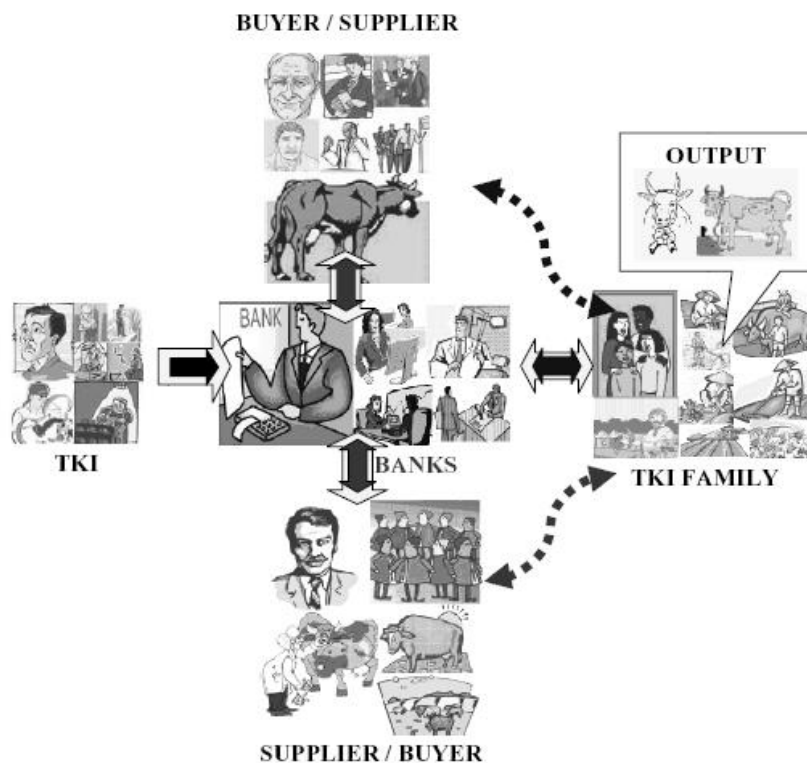 BUYER / SUPPLIER
OUTPUT
BANK
TKI
BANKS
TKI FAMILY
SUPPLIER / BUYER